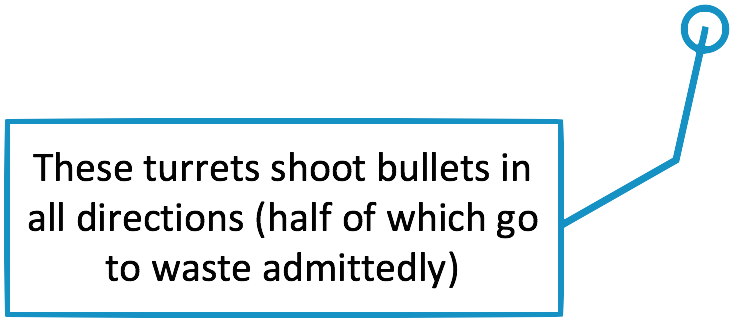 These turrets shoot bullets in
all directions (half of which go
to waste admittedly)